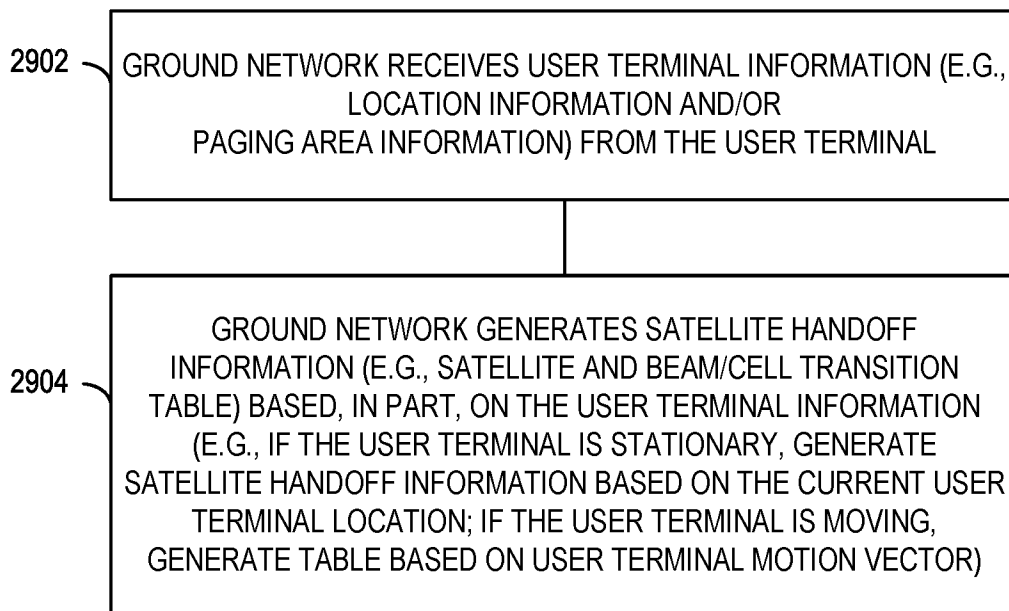 2902
GROUND NETWORK RECEIVES USER TERMINAL INFORMATION (E.G.,
LOCATION INFORMATION AND/OR
PAGING AREA INFORMATION) FROM THE USER TERMINAL
2904
GROUND NETWORK GENERATES SATELLITE HANDOFF
INFORMATION (E.G., SATELLITE AND BEAM/CELL TRANSITION
TABLE) BASED, IN PART, ON THE USER TERMINAL INFORMATION
(E.G., IF THE USER TERMINAL IS STATIONARY, GENERATE
SATELLITE HANDOFF INFORMATION BASED ON THE CURRENT USER
TERMINAL LOCATION; IF THE USER TERMINAL IS MOVING,
GENERATE TABLE BASED ON USER TERMINAL MOTION VECTOR)